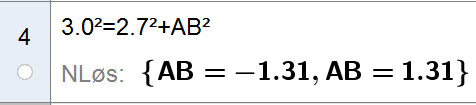 4
3.0²=2.7²+AB²
NLøs: {AB = −1.31, AB = 1.31}